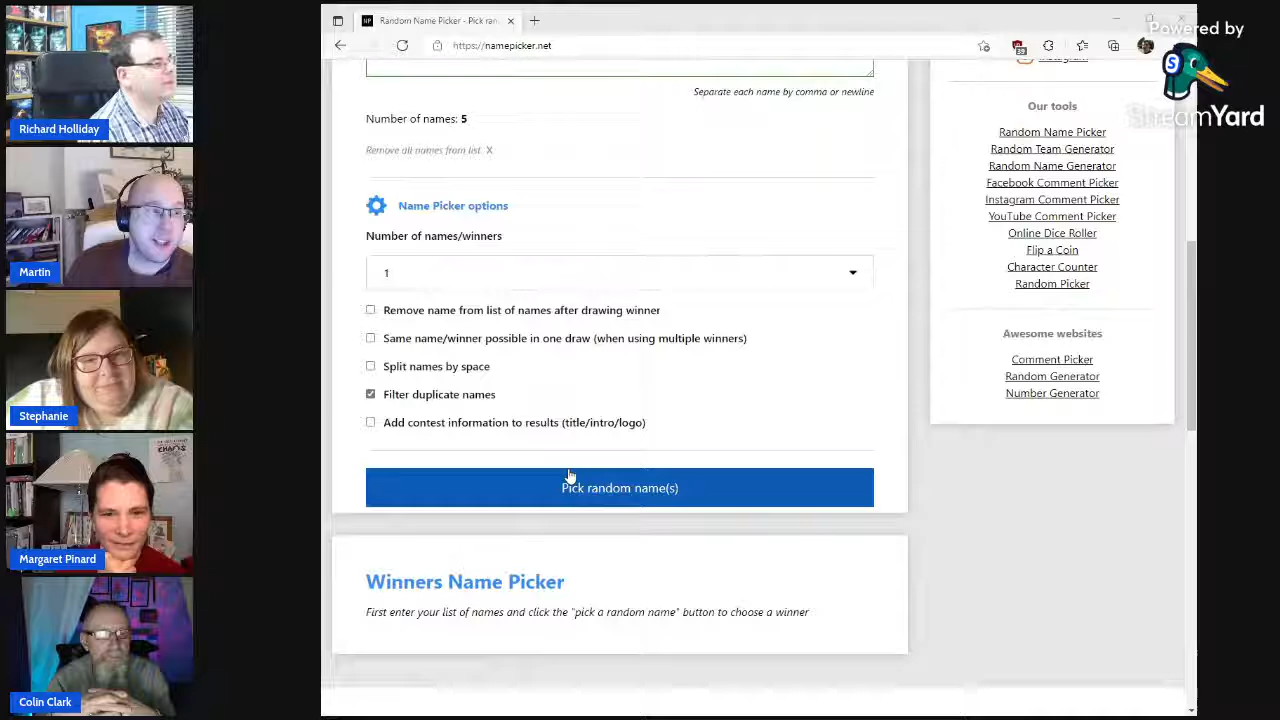 Richard Holliday
Martin
Stephanie
Margaret Pinard
Colin Clark
Random Name Picker - Pick ran
https://namepicker.net
Separate each name by comma or newline
Number of names: 5
Remove all names from list X
Name Picker options
Number of names/winners
1
Remove name from list of names after drawing winner
Same name/winner possible in one draw (when using multiple winners)
Split names by space
Filter duplicate names
Add contest information to results (title/intro/logo)
Pick random name(s)
Winners Name Picker
First enter your list of names and click the "pick a random name" button to choose a winner
Instagram
Our tools
Random Name Picker
Random Team Generator
Random Name Generator
Facebook Comment Picker
Instagram Comment Picker
YouTube Comment Picker
Online Dice Roller
Flip a Coin
Character Counter
Random Picker
Awesome websites
Comment Picker
Random Generator
Number Generator
Powered by
StreamYard